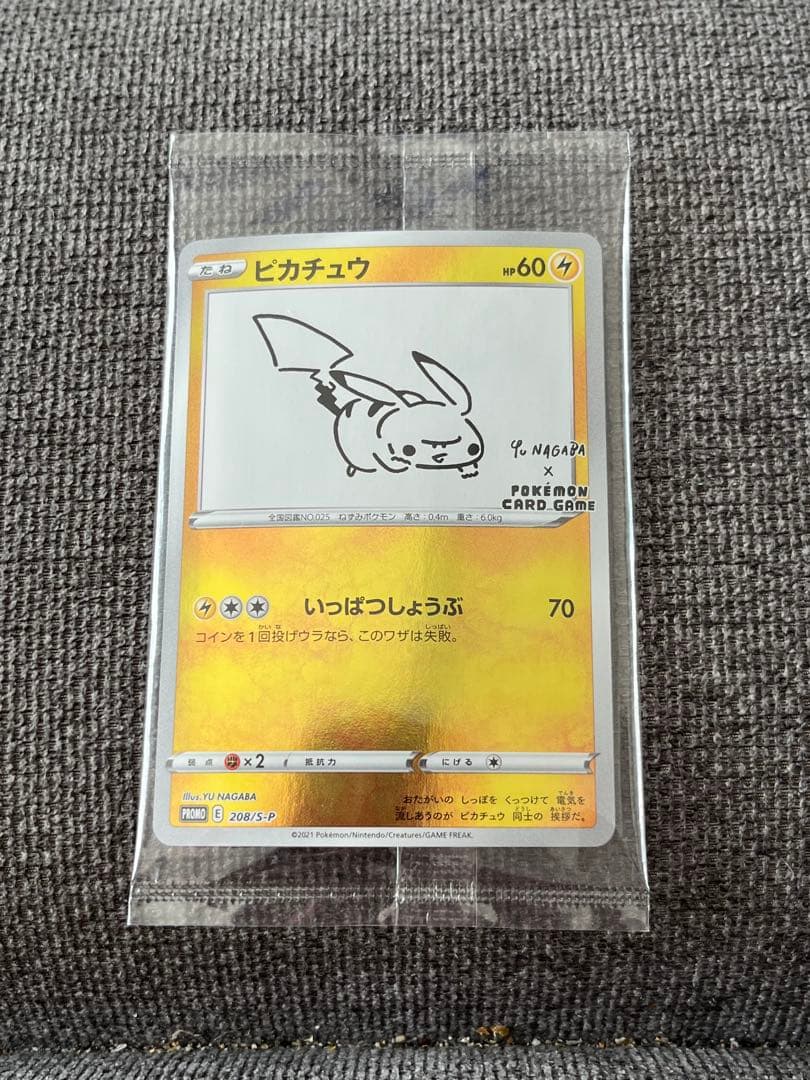 たね ピカチュウ HP60
Yu NAGABA
×
POKÉMON
CARD GAME
全国図鑑NO.025 ねずみポケモン 高さ:0.4m 重さ:6.0kg
いっぱつしょうぶ 70
コインを1回投げウラなら、このワザは失敗。
弱点 ×2 抵抗力 にげる
Illus.YU NAGABA
おたがいの しっぽを くっつけて 電気を
PROMO E 208/S-P 流しあうのが ピカチュウ 同士の 挨拶だ。
©2021 Pokémon/Nintendo/Creatures/GAME FREAK.